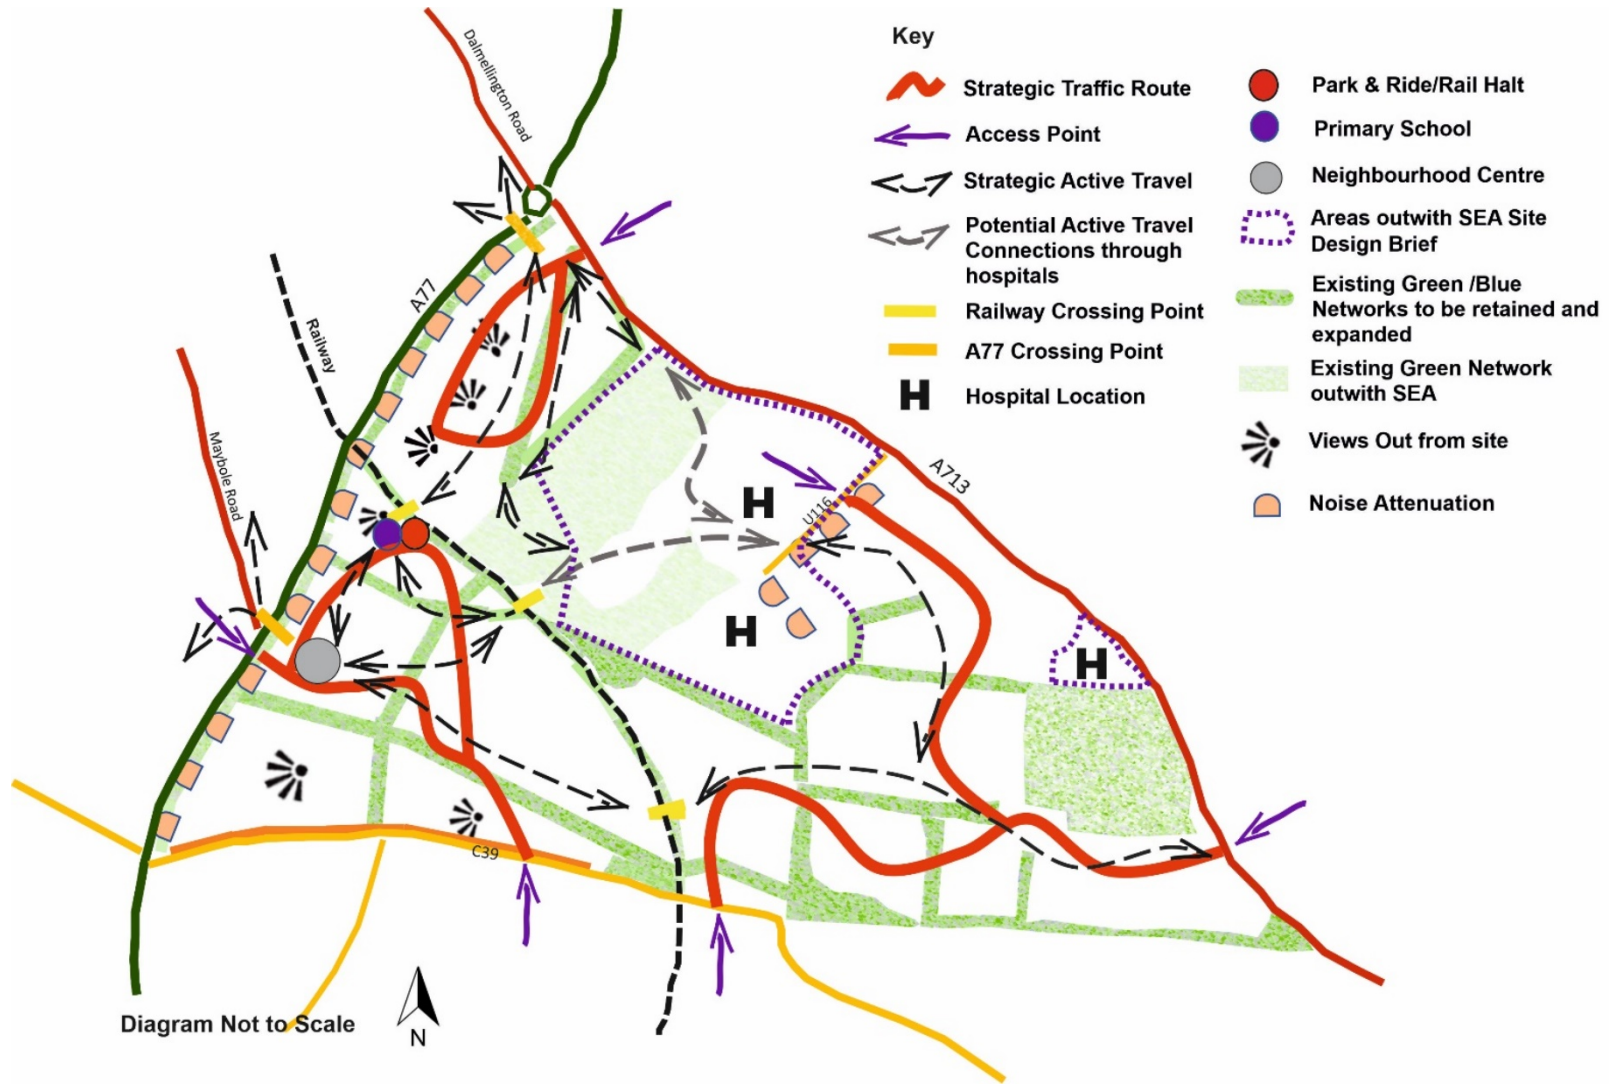 Dalmellington Road
A77
Railway
Maybole Road
A713
U116
C39
H
H
H
Diagram Not to Scale
N
Key
Strategic Traffic Route
Access Point
Strategic Active Travel
Potential Active Travel
Connections through
hospitals
Railway Crossing Point
A77 Crossing Point
H
Hospital Location
Park & Ride/Rail Halt
Primary School
Neighbourhood Centre
Areas outwith SEA Site
Design Brief
Existing Green /Blue
Networks to be retained and
expanded
Existing Green Network
outwith SEA
Views Out from site
Noise Attenuation